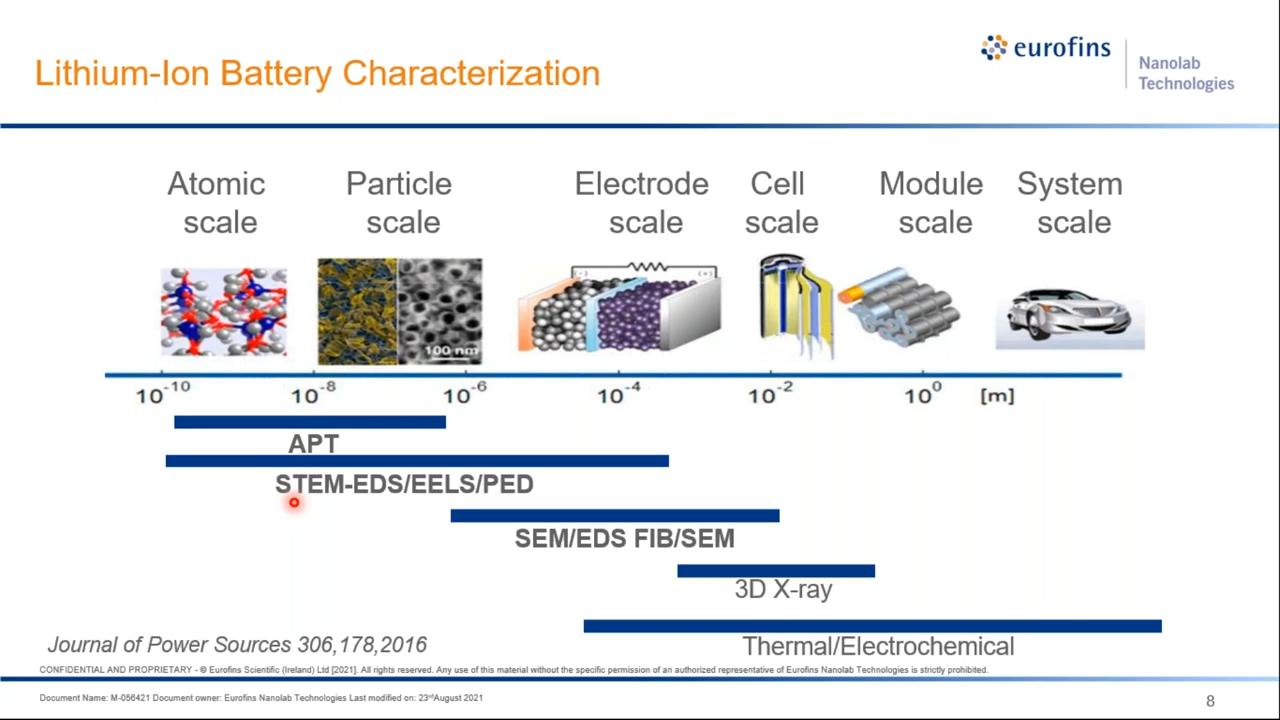 Lithium-Ion Battery Characterization
eurofins
Nanolab
Technologies
Atomic scale
Particle scale
Electrode scale
Cell scale
Module scale
System scale
100 nm
(-)
(+)
10⁻¹⁰ 10⁻⁸ 10⁻⁶ 10⁻⁴ 10⁻² 10⁰ [m]
APT
STEM-EDS/EELS/PED
SEM/EDS FIB/SEM
3D X-ray
Thermal/Electrochemical
Journal of Power Sources 306,178,2016
CONFIDENTIAL AND PROPRIETARY - © Eurofins Scientific (Ireland) Ltd [2021]. All rights reserved. Any use of this material without the specific permission of an authorized representative of Eurofins Nanolab Technologies is strictly prohibited.
Document Name: M-056421 Document owner: Eurofins Nanolab Technologies Last modified on: 23ʳᵈAugust 2021
8